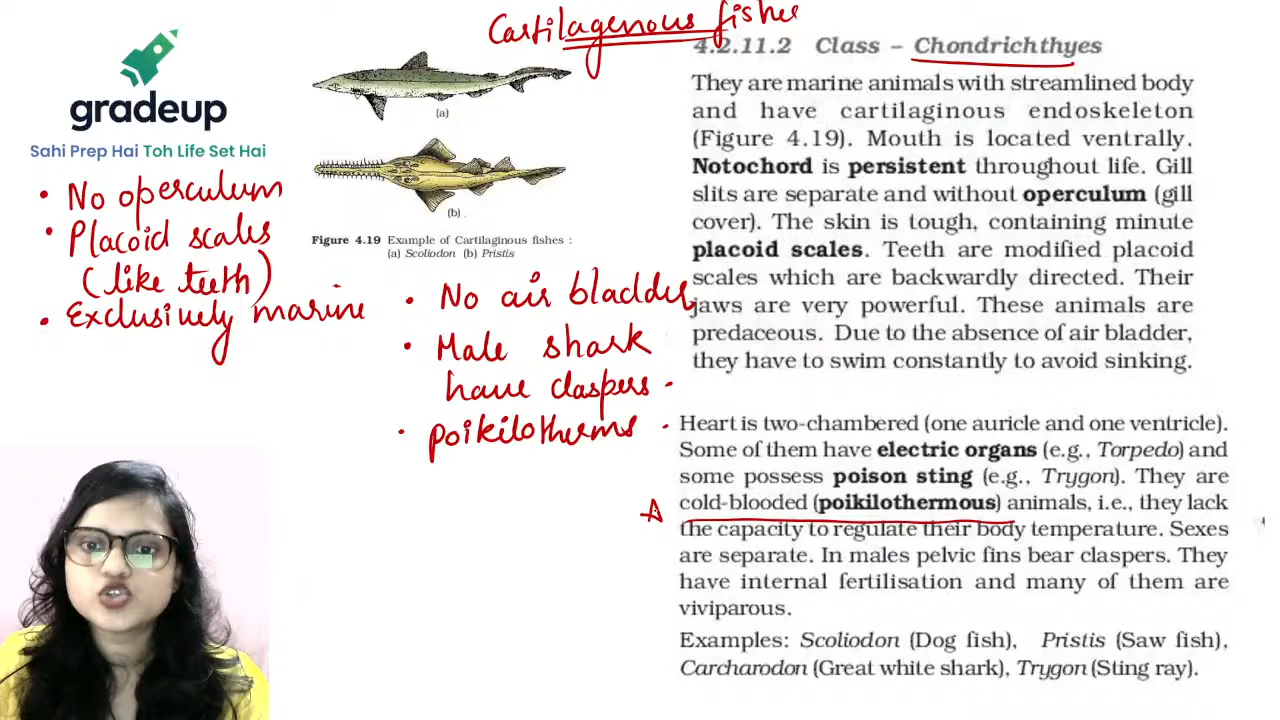 Cartilagenous fishes
gradeup
Sahi Prep Hai Toh Life Set Hai
• No operculum
• Placoid scales
(like teeth)
• Exclusively marine
(a)
(b)
Figure 4.19 Example of Cartilaginous fishes :
(a) Scoliodon (b) Pristis
• No air bladder
• Male shark
have claspers •
• poikilotherms •
4.2.11.2 Class – Chondrichthyes
They are marine animals with streamlined body
and have cartilaginous endoskeleton
(Figure 4.19). Mouth is located ventrally.
Notochord is persistent throughout life. Gill
slits are separate and without operculum (gill
cover). The skin is tough, containing minute
placoid scales. Teeth are modified placoid
scales which are backwardly directed. Their
jaws are very powerful. These animals are
predaceous. Due to the absence of air bladder,
they have to swim constantly to avoid sinking.
Heart is two-chambered (one auricle and one ventricle).
Some of them have electric organs (e.g., Torpedo) and
some possess poison sting (e.g., Trygon). They are
cold-blooded (poikilothermous) animals, i.e., they lack
the capacity to regulate their body temperature. Sexes
are separate. In males pelvic fins bear claspers. They
have internal fertilisation and many of them are
viviparous.
Examples: Scoliodon (Dog fish), Pristis (Saw fish),
Carcharodon (Great white shark), Trygon (Sting ray).